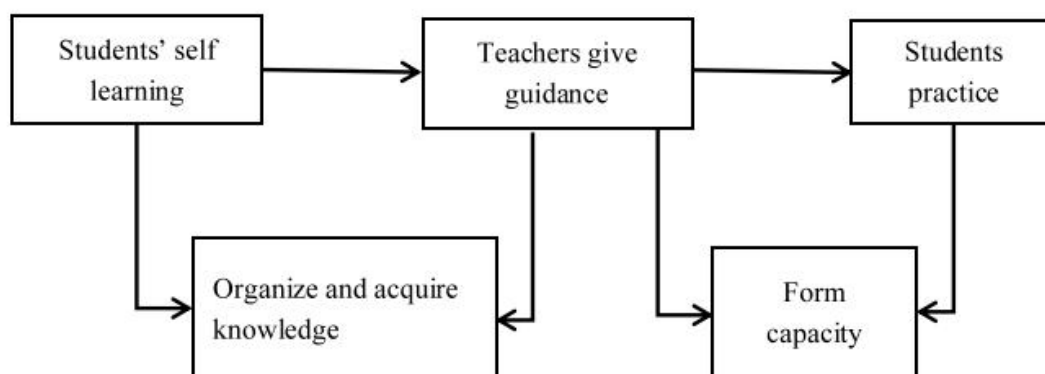 Students’ self
learning
Teachers give
guidance
Students
practice
Organize and acquire
knowledge
Form
capacity